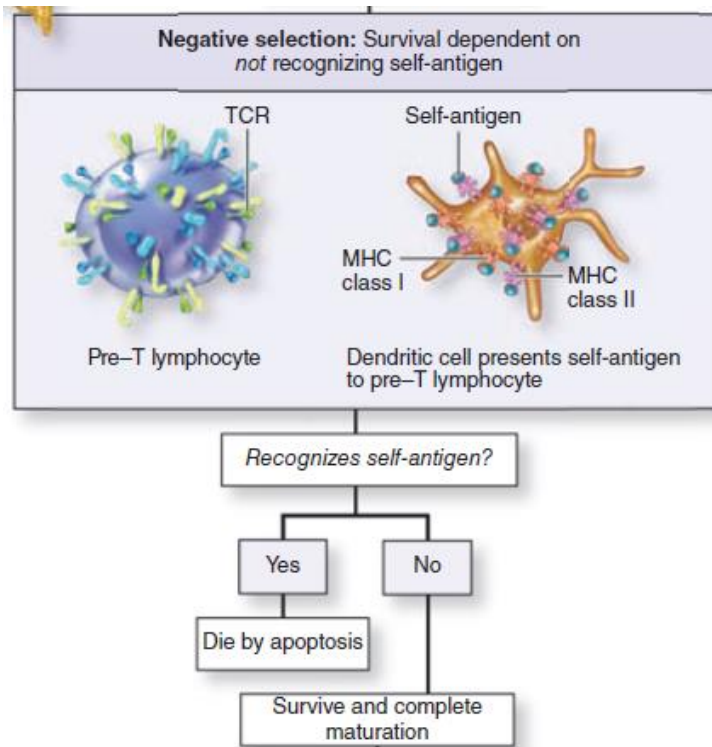 Negative selection: Survival dependent on
not recognizing self-antigen
TCR
Self-antigen
MHC
class I
MHC
class II
Pre–T lymphocyte
Dendritic cell presents self-antigen
to pre–T lymphocyte
Recognizes self-antigen?
Yes
No
Die by apoptosis
Survive and complete
maturation